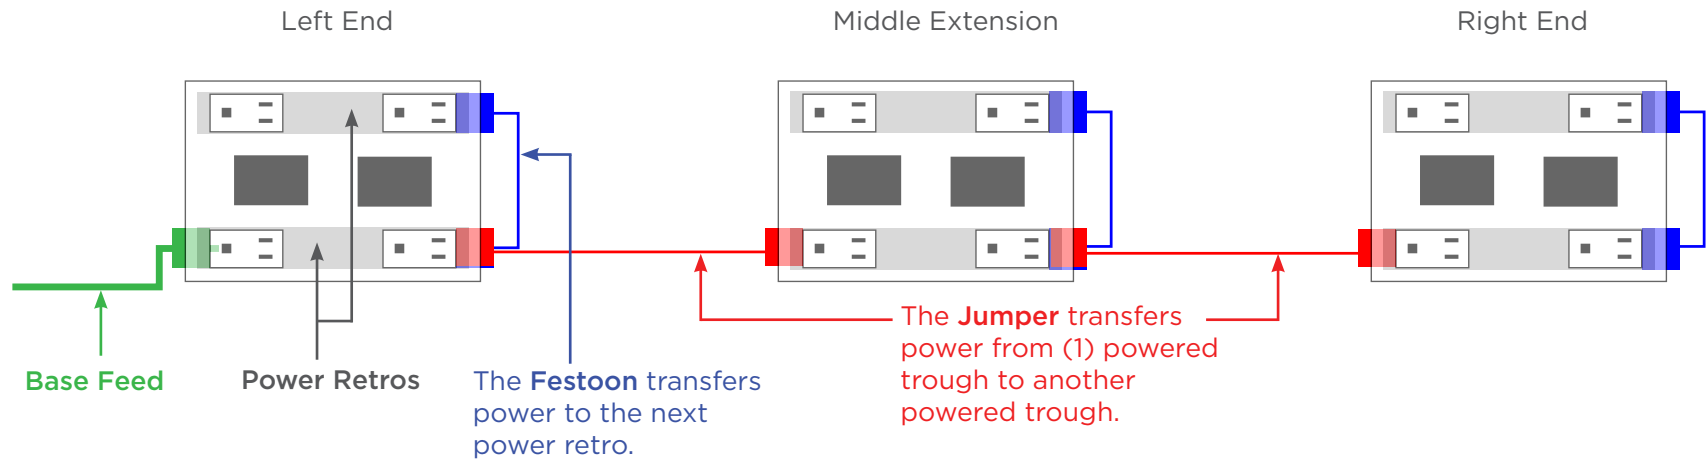 Left End
Middle Extension
Right End
Base Feed
Power Retros
The Festoon transfers
power to the next
power retro.
The Jumper transfers
power from (1) powered
trough to another
powered trough.